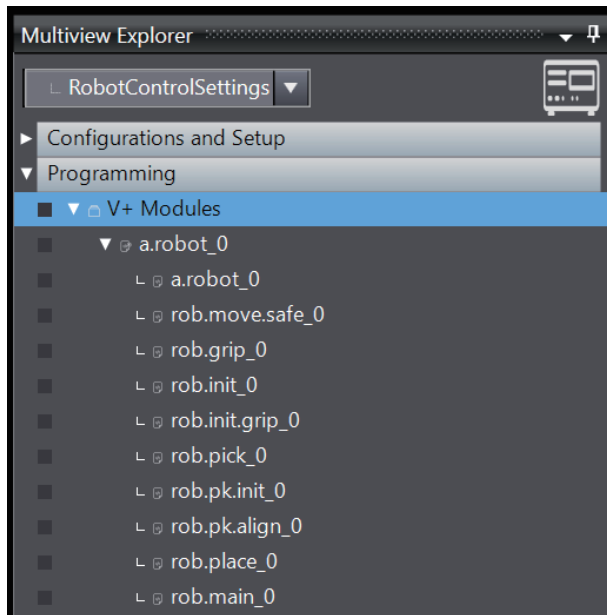 Multiview Explorer
RobotControlSettings
Configurations and Setup
Programming
V+ Modules
a.robot_0
a.robot_0
rob.move.safe_0
rob.grip_0
rob.init_0
rob.init.grip_0
rob.pick_0
rob.pk.init_0
rob.pk.align_0
rob.place_0
rob.main_0